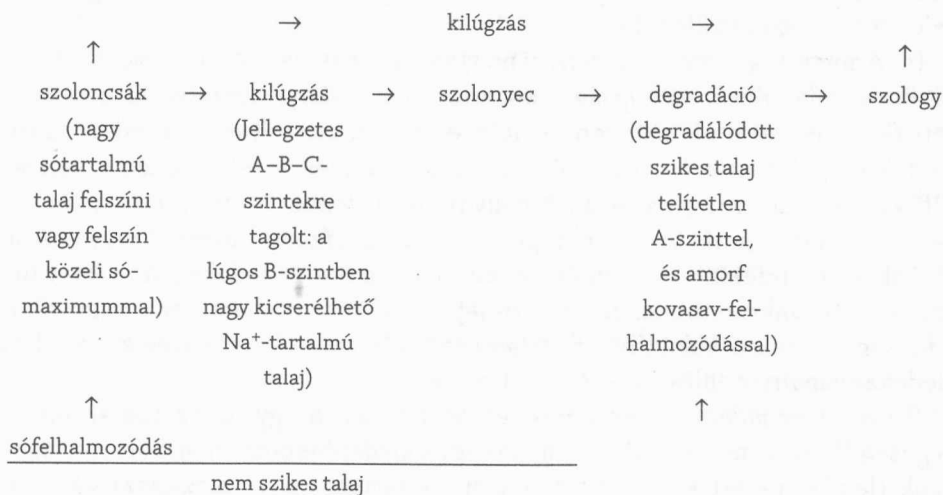 → kilúgzás →
↑ ↑
szoloncsák → kilúgzás → szolonyec → degradáció → szology
(nagy (Jellegzetes (degradálódott
sótartalmú A–B–C- szikes talaj
talaj felszíni szintekre telítetlen
vagy felszín tagolt: a A-szinttel,
közeli só- lúgos B-szintben és amorf
maximummal) nagy kicserélhető kovasav-fel-
Na⁺-tartalmú halmozódással)
talaj)
↑ ↑
sófelhalmozódás
nem szikes talaj